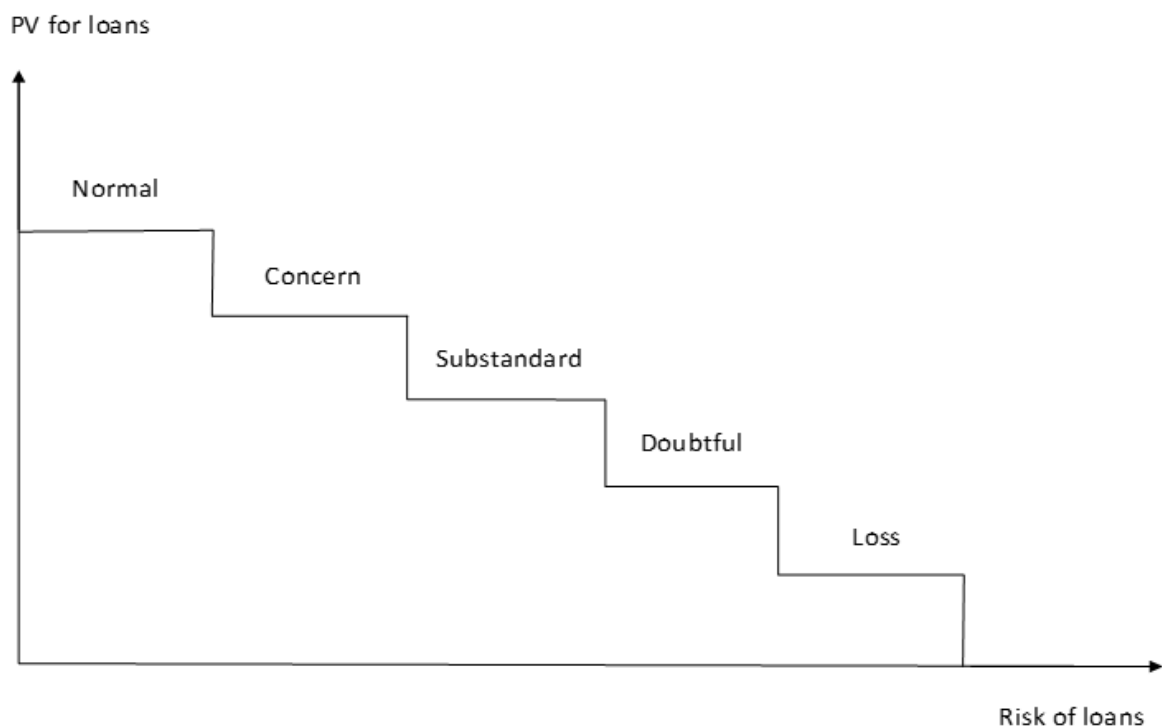 PV for loans
Normal
Concern
Substandard
Doubtful
Loss
Risk of loans